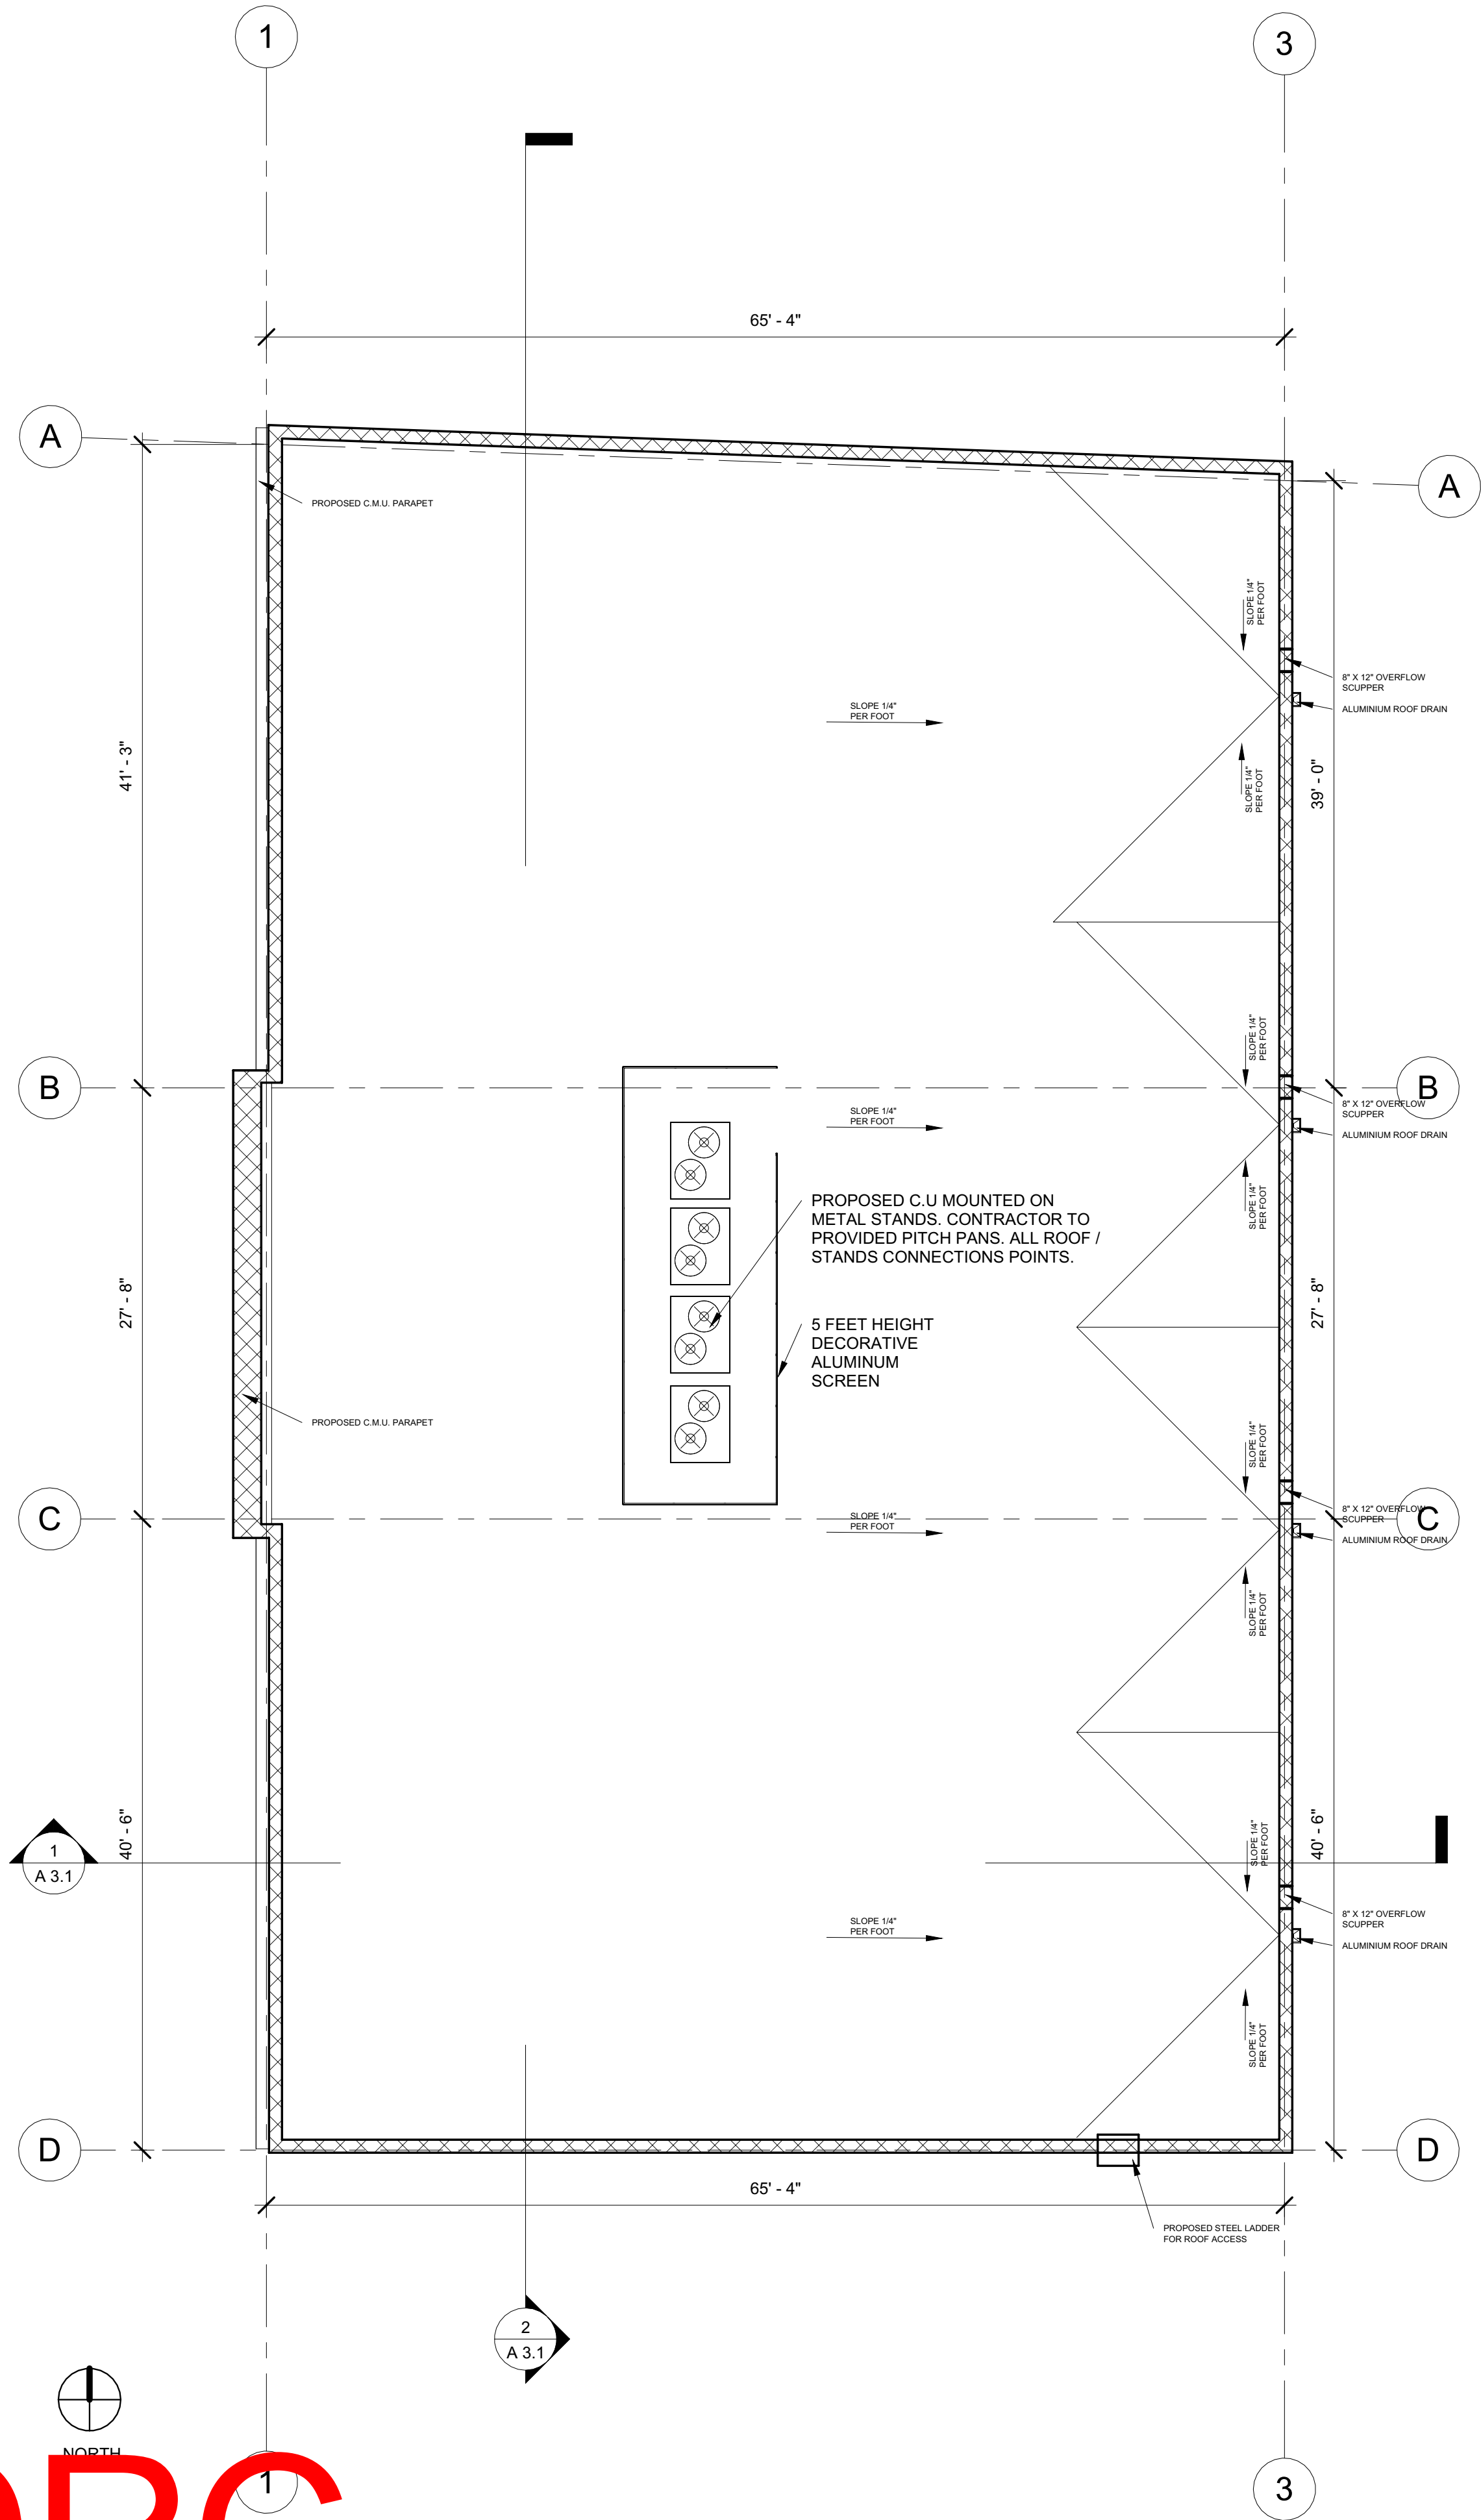 1
3
65' - 4"
A
A
PROPOSED C.M.U. PARAPET
SLOPE 1/4"
PER FOOT
8" X 12" OVERFLOW
SCUPPER
SLOPE 1/4"
PER FOOT
ALUMINIUM ROOF DRAIN
41' - 3"
SLOPE 1/4"
PER FOOT
39' - 0"
SLOPE 1/4"
PER FOOT
B
B
8" X 12" OVERFLOW
SCUPPER
SLOPE 1/4"
PER FOOT
ALUMINIUM ROOF DRAIN
SLOPE 1/4"
PER FOOT
PROPOSED C.U MOUNTED ON
METAL STANDS. CONTRACTOR TO
PROVIDED PITCH PANS. ALL ROOF /
STANDS CONNECTIONS POINTS.
27' - 8"
27' - 8"
5 FEET HEIGHT
DECORATIVE
ALUMINUM
SCREEN
PROPOSED C.M.U. PARAPET
SLOPE 1/4"
PER FOOT
C
C
8" X 12" OVERFLOW
SCUPPER
SLOPE 1/4"
PER FOOT
ALUMINIUM ROOF DRAIN
SLOPE 1/4"
PER FOOT
40' - 6"
40' - 6"
SLOPE 1/4"
PER FOOT
1
A 3.1
8" X 12" OVERFLOW
SCUPPER
SLOPE 1/4"
PER FOOT
ALUMINIUM ROOF DRAIN
SLOPE 1/4"
PER FOOT
D
D
65' - 4"
PROPOSED STEEL LADDER
FOR ROOF ACCESS
2
A 3.1
NORTH
1
3